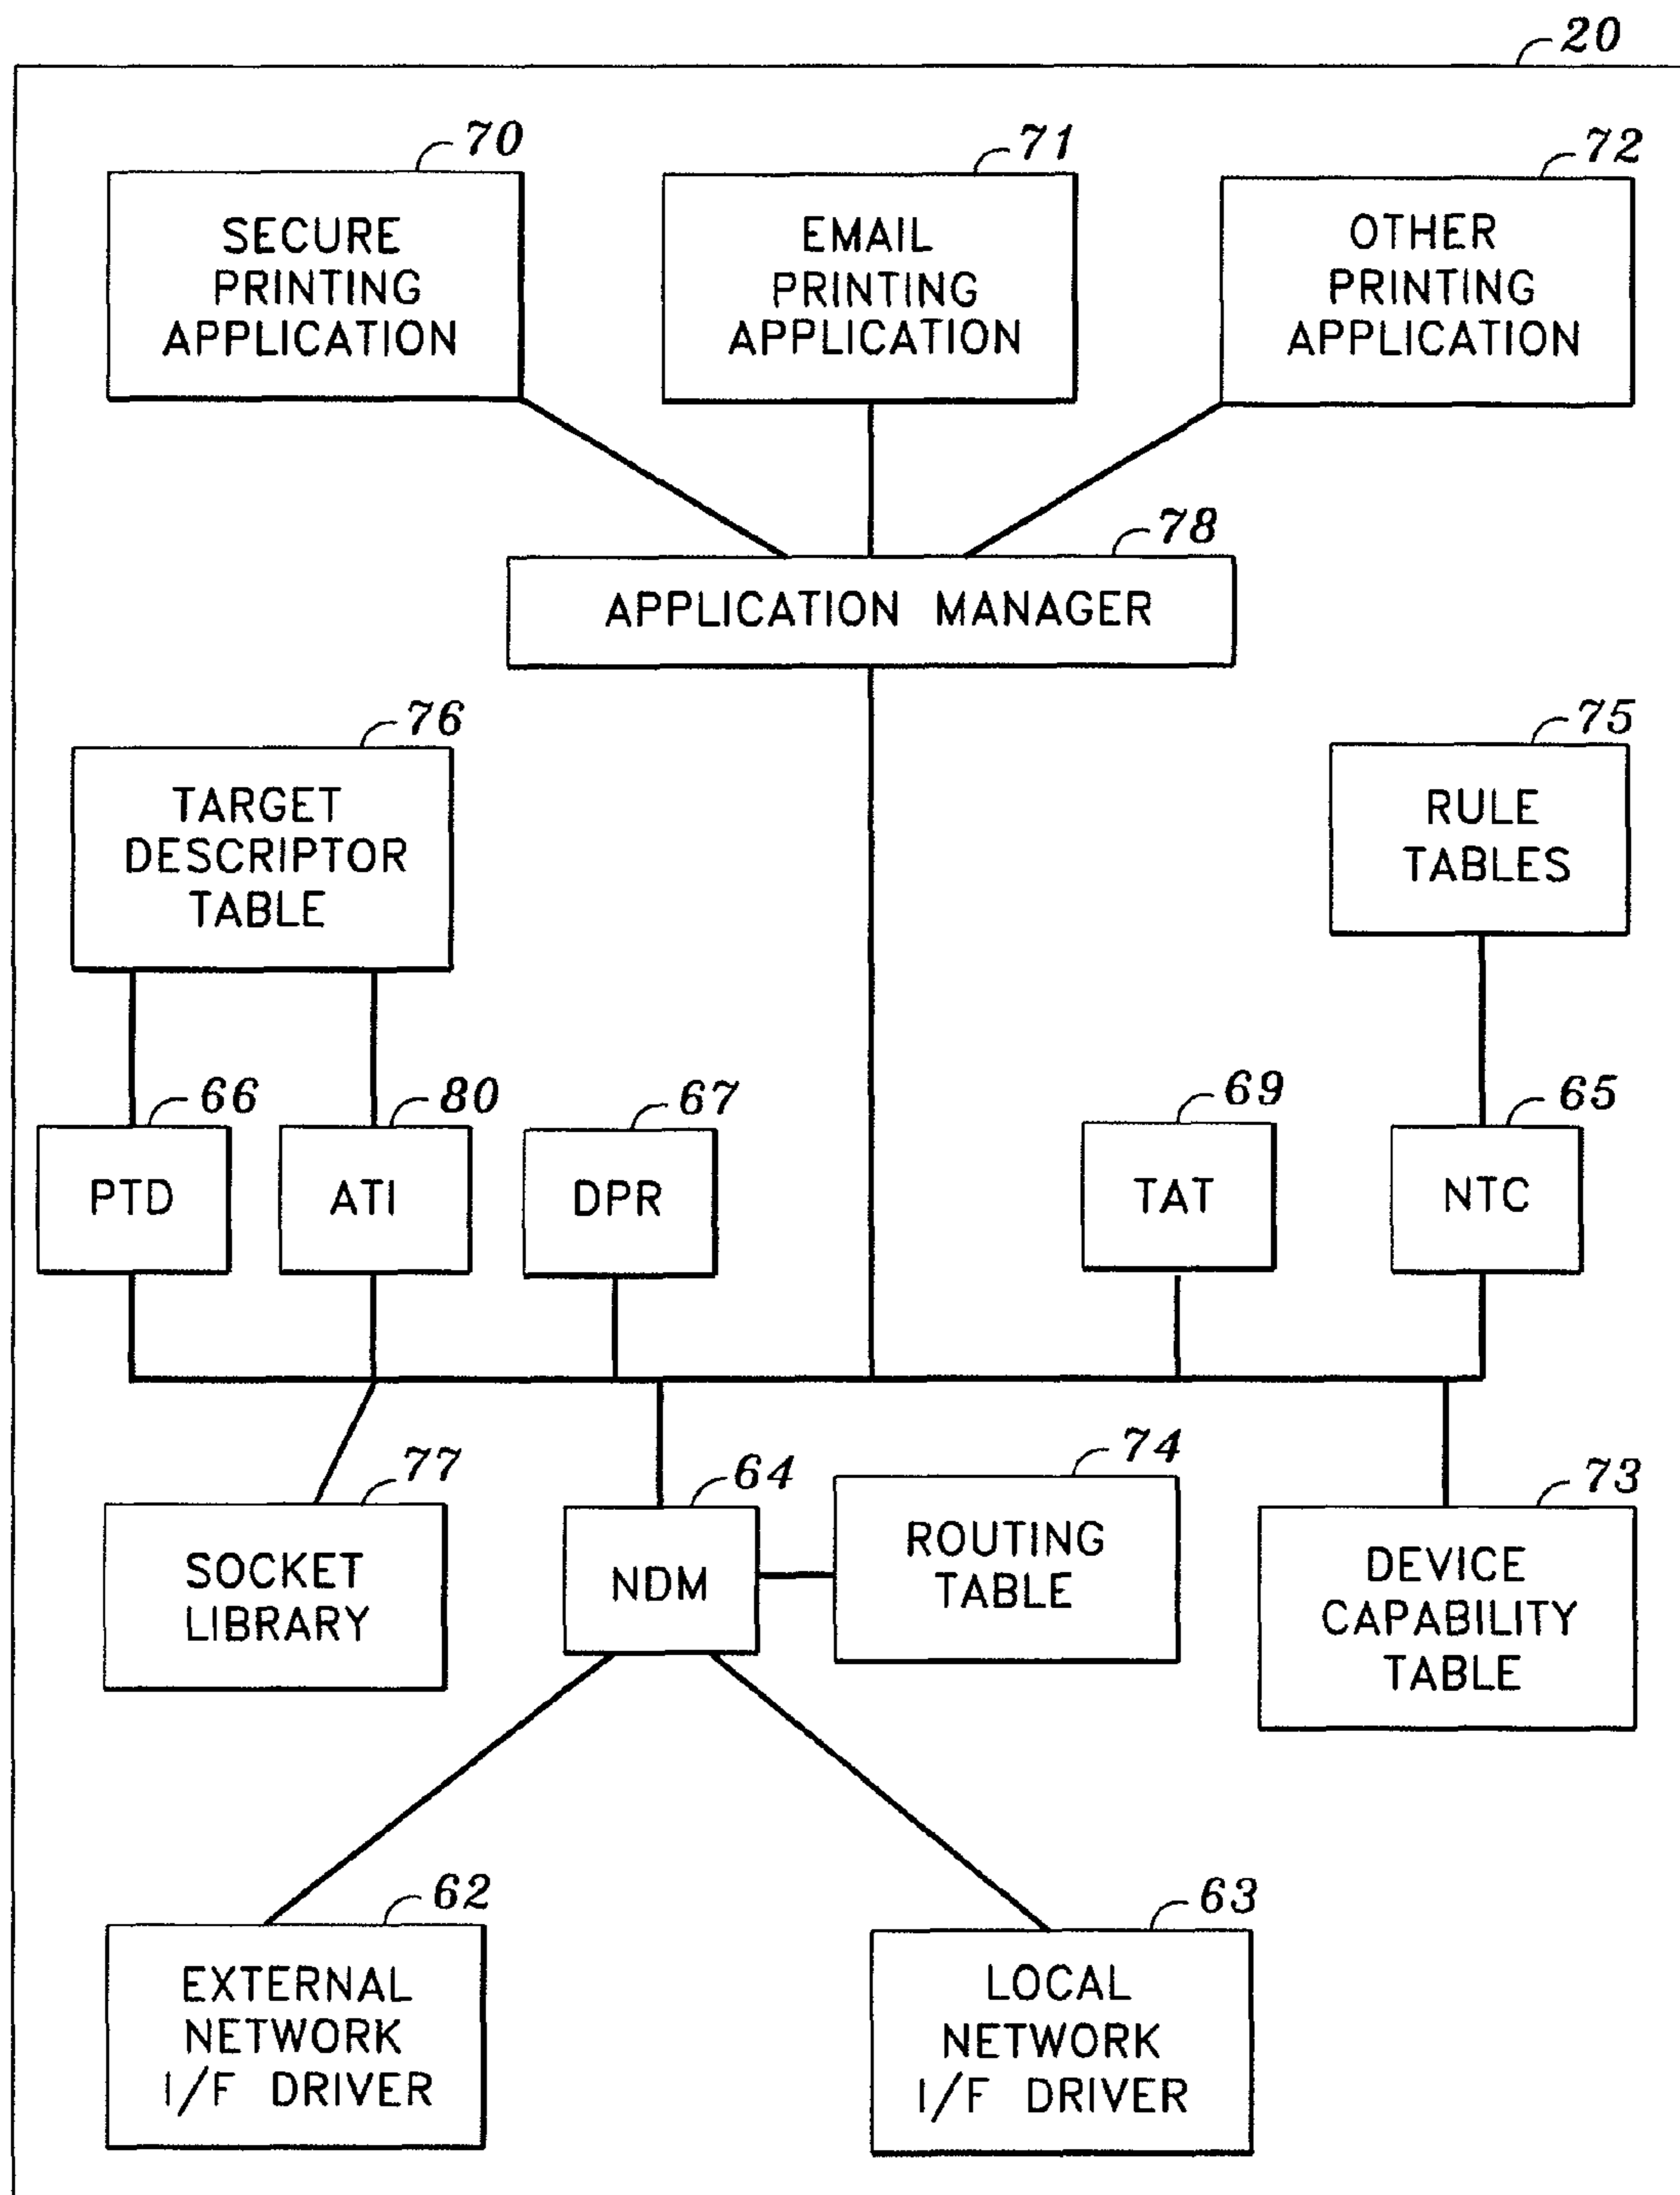 20
70
71
72
SECURE
PRINTING
APPLICATION
EMAIL
PRINTING
APPLICATION
OTHER
PRINTING
APPLICATION
78
APPLICATION MANAGER
76
TARGET
DESCRIPTOR
TABLE
75
RULE
TABLES
66
PTD
80
ATI
67
DPR
69
TAT
65
NTC
77
SOCKET
LIBRARY
64
NDM
74
ROUTING
TABLE
73
DEVICE
CAPABILITY
TABLE
62
EXTERNAL
NETWORK
I/F DRIVER
63
LOCAL
NETWORK
I/F DRIVER